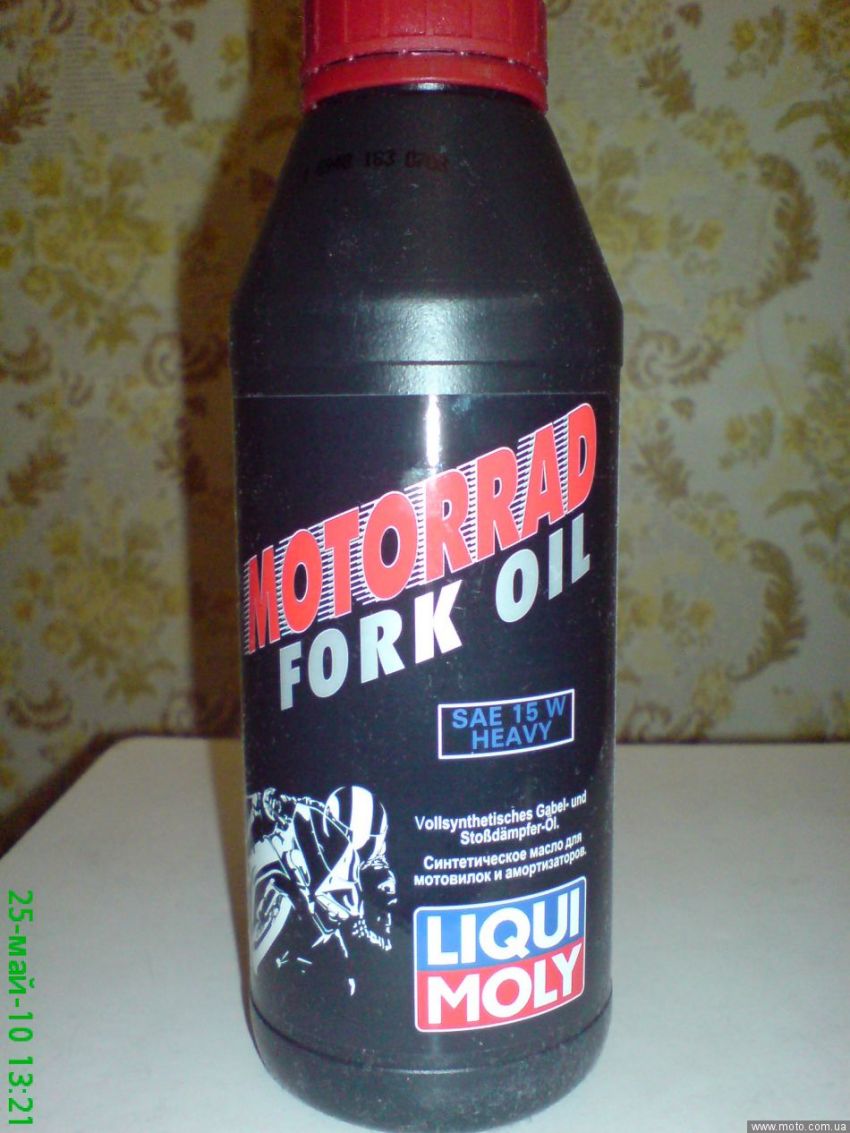 MOTORRAD
FORK OIL
SAE 15 W
HEAVY
Vollsynthetisches Gabel- und
Stoßdämpfer-Öl.
Синтетическое масло для
мотовилок и амортизаторов.
LIQUI
MOLY
25-май-10 13:21
www.moto.com.ua